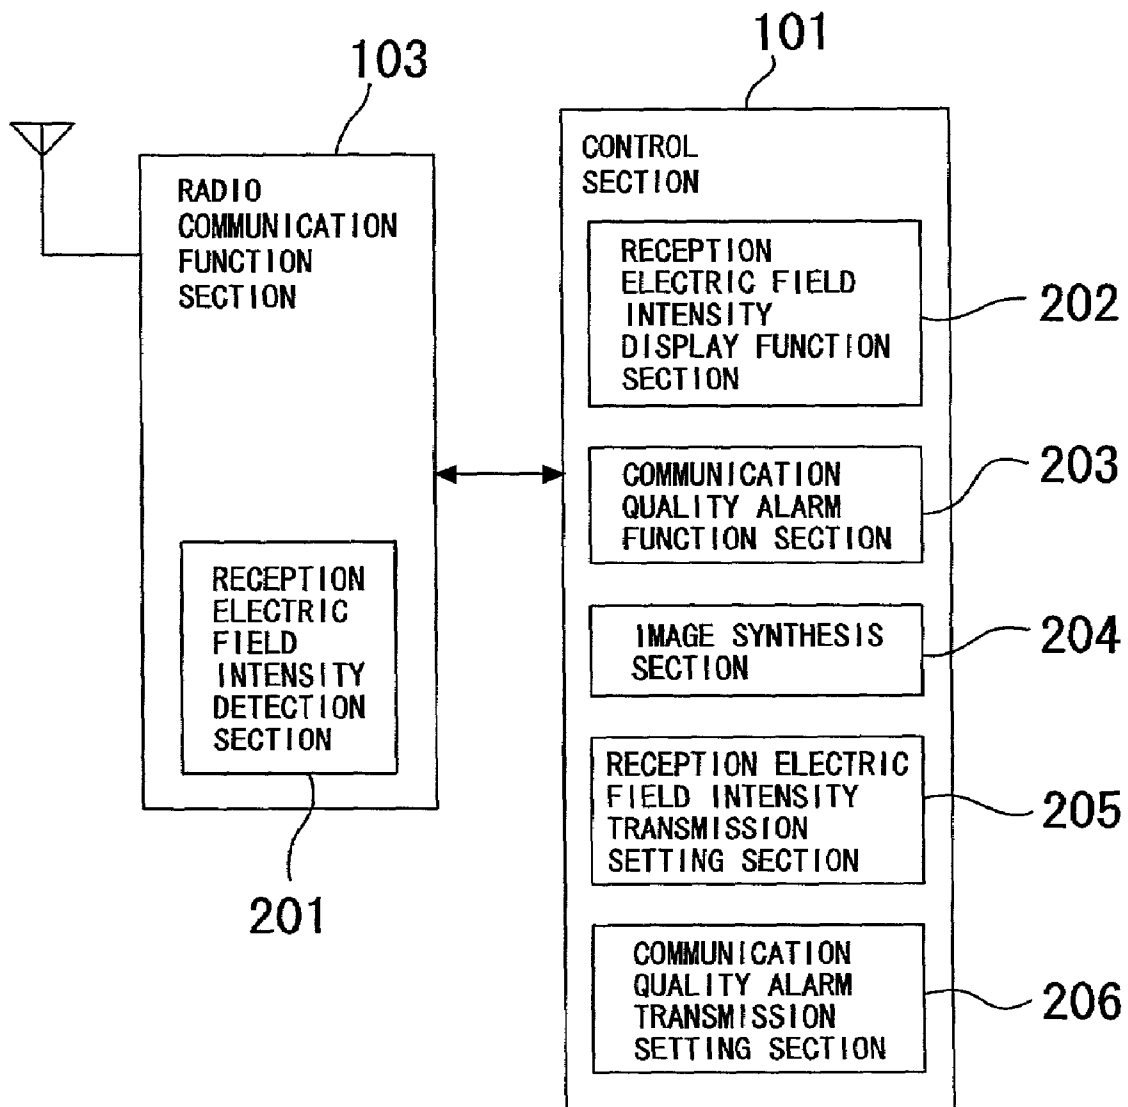 103
RADIO
COMMUNICATION
FUNCTION
SECTION
RECEPTION
ELECTRIC
FIELD
INTENSITY
DETECTION
SECTION
201
101
CONTROL
SECTION
RECEPTION
ELECTRIC FIELD
INTENSITY
DISPLAY FUNCTION
SECTION
202
COMMUNICATION
QUALITY ALARM
FUNCTION SECTION
203
IMAGE SYNTHESIS
SECTION
204
RECEPTION ELECTRIC
FIELD INTENSITY
TRANSMISSION
SETTING SECTION
205
COMMUNICATION
QUALITY ALARM
TRANSMISSION
SETTING SECTION
206